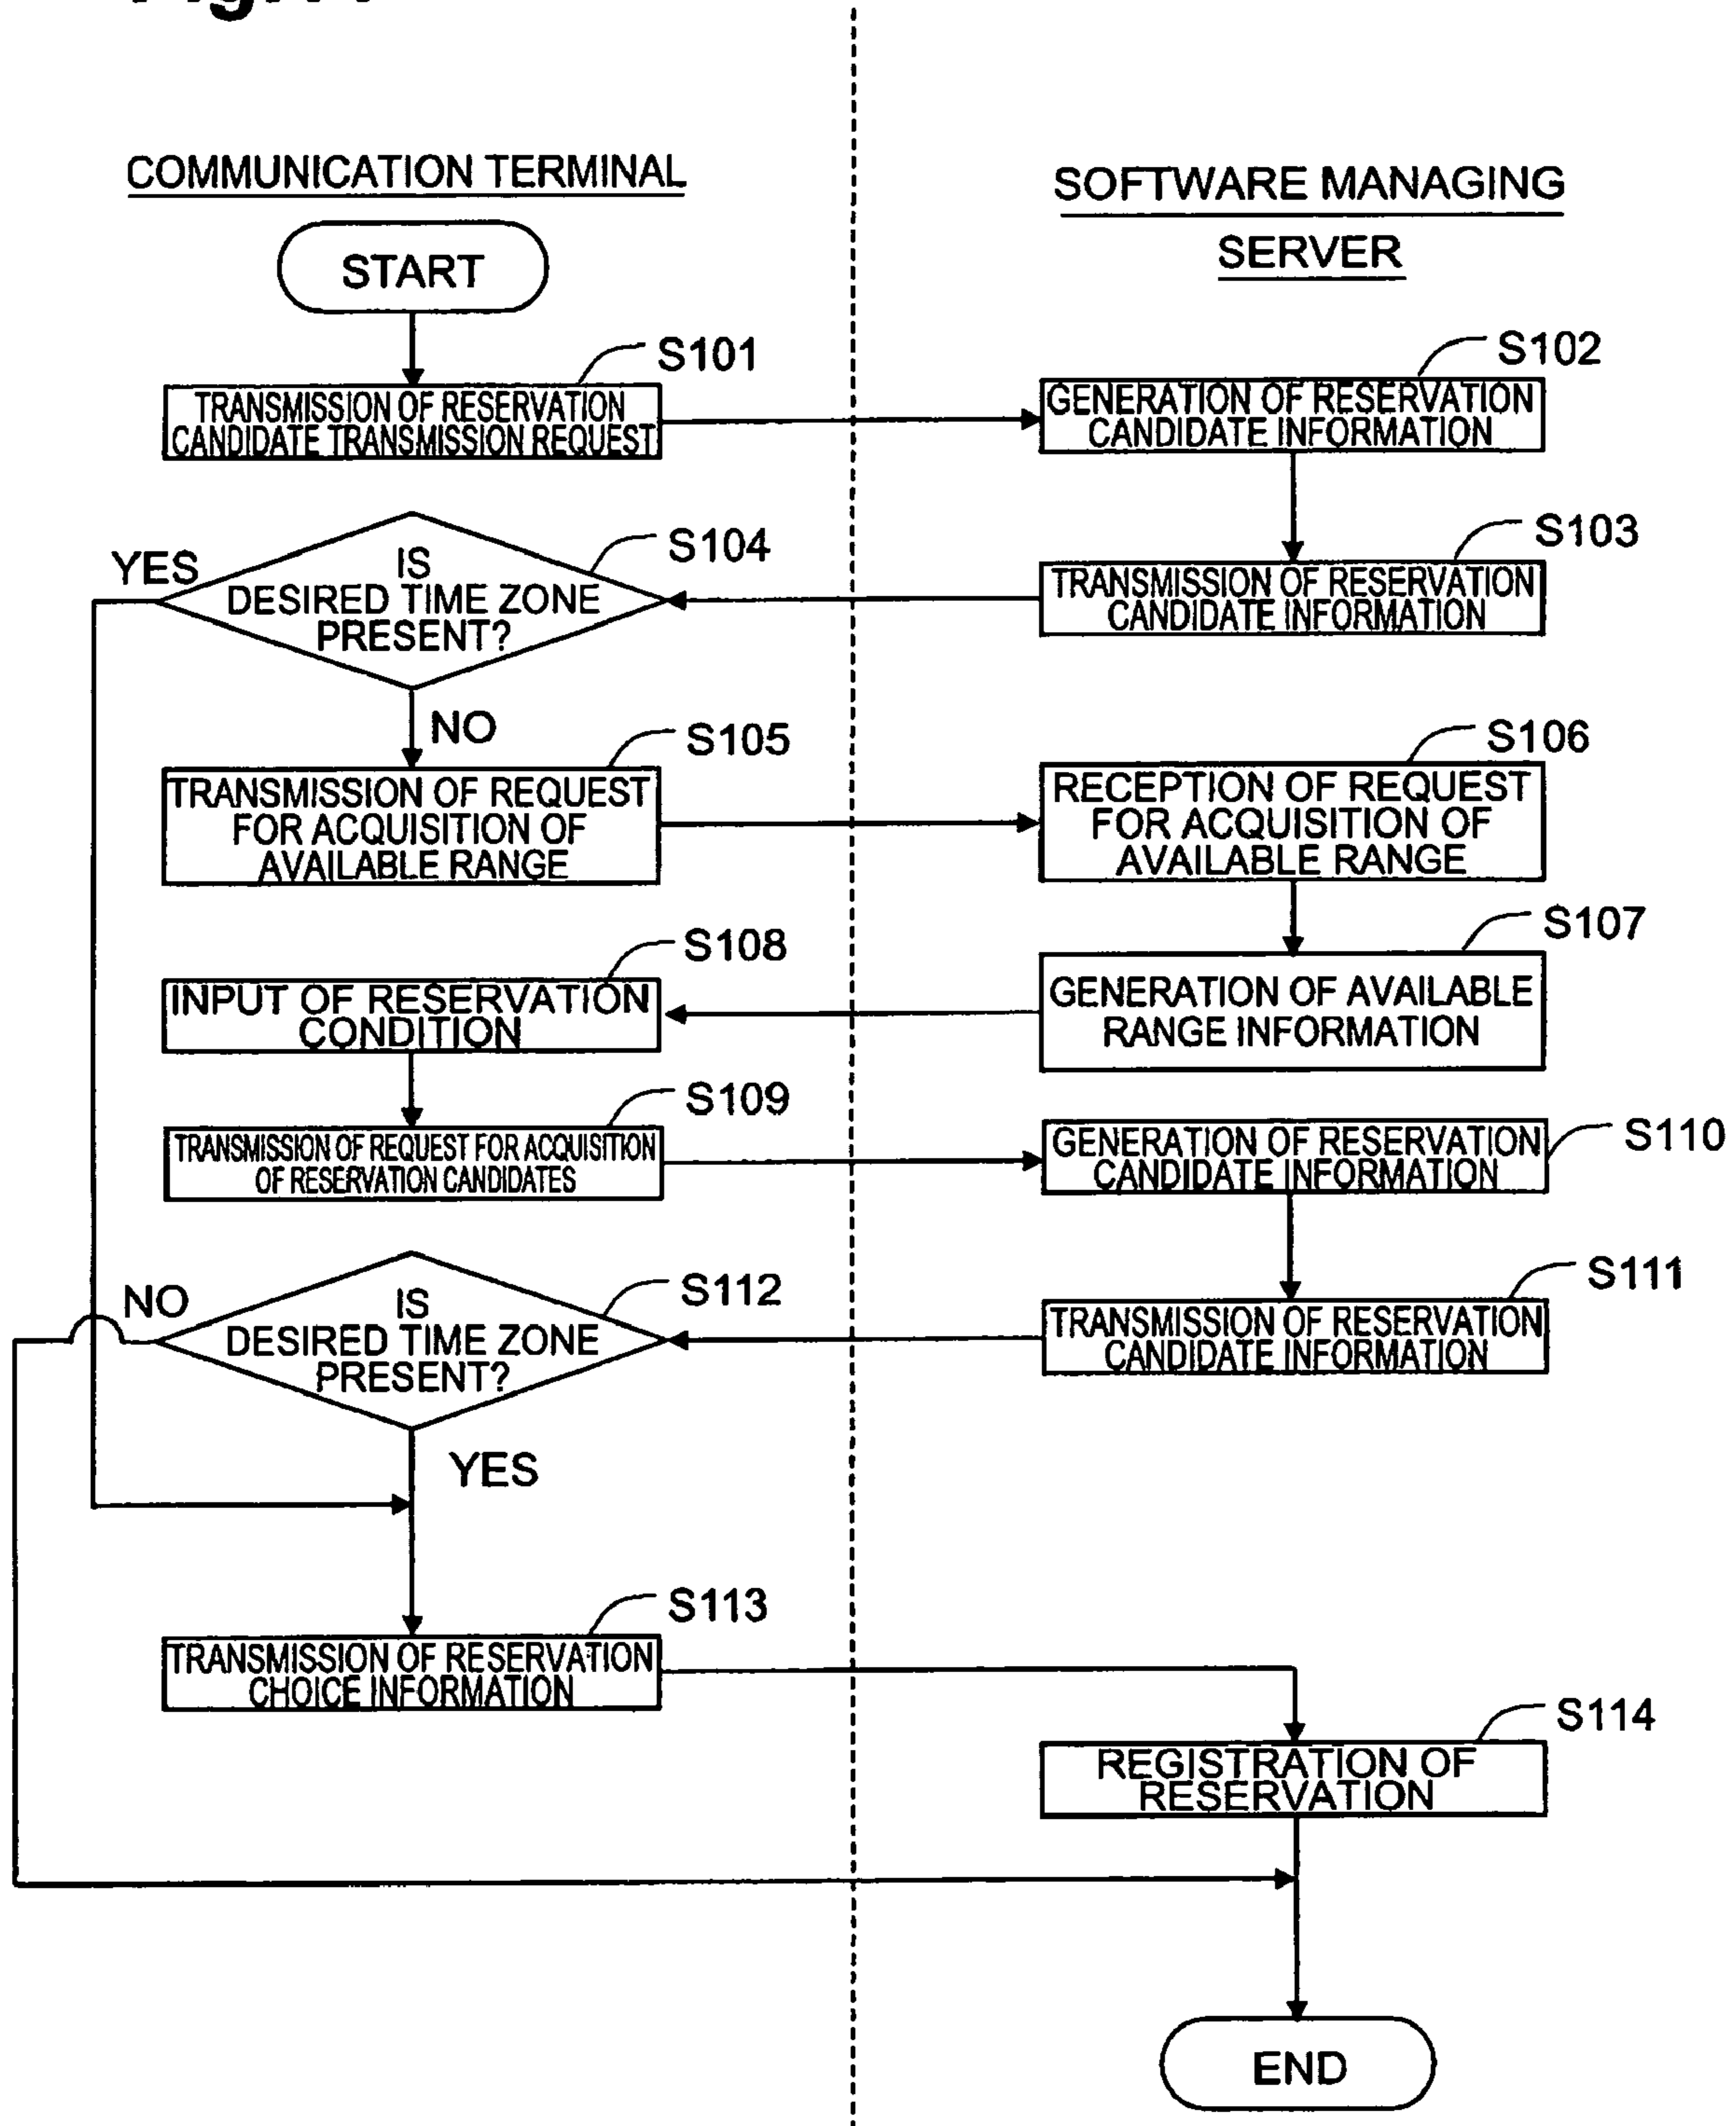 COMMUNICATION TERMINAL
SOFTWARE MANAGING
SERVER
START
S101
TRANSMISSION OF RESERVATION
CANDIDATE TRANSMISSION REQUEST
S102
GENERATION OF RESERVATION
CANDIDATE INFORMATION
S103
TRANSMISSION OF RESERVATION
CANDIDATE INFORMATION
YES
S104
IS
DESIRED TIME ZONE
PRESENT?
NO
S105
TRANSMISSION OF REQUEST
FOR ACQUISITION OF
AVAILABLE RANGE
S106
RECEPTION OF REQUEST
FOR ACQUISITION OF
AVAILABLE RANGE
S107
GENERATION OF AVAILABLE
RANGE INFORMATION
S108
INPUT OF RESERVATION
CONDITION
S109
TRANSMISSION OF REQUEST FOR ACQUISITION
OF RESERVATION CANDIDATES
S110
GENERATION OF RESERVATION
CANDIDATE INFORMATION
S111
TRANSMISSION OF RESERVATION
CANDIDATE INFORMATION
NO
S112
IS
DESIRED TIME ZONE
PRESENT?
YES
S113
TRANSMISSION OF RESERVATION
CHOICE INFORMATION
S114
REGISTRATION OF
RESERVATION
END